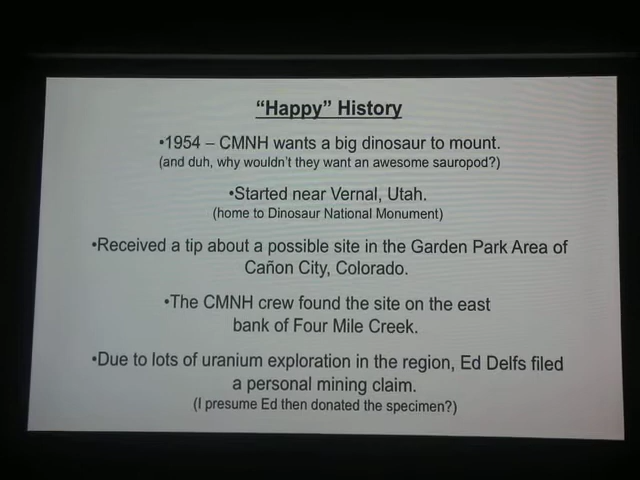 “Happy” History
•1954 – CMNH wants a big dinosaur to mount.
(and duh, why wouldn’t they want an awesome sauropod?)
•Started near Vernal, Utah.
(home to Dinosaur National Monument)
•Received a tip about a possible site in the Garden Park Area of
Cañon City, Colorado.
•The CMNH crew found the site on the east
bank of Four Mile Creek.
•Due to lots of uranium exploration in the region, Ed Delfs filed
a personal mining claim.
(I presume Ed then donated the specimen?)